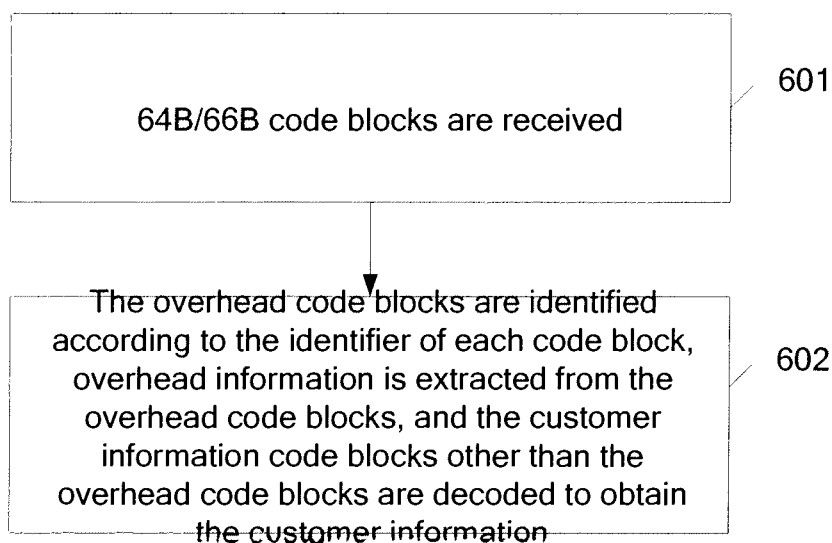 64B/66B code blocks are received
601
The overhead code blocks are identified
according to the identifier of each code block,
overhead information is extracted from the
overhead code blocks, and the customer
information code blocks other than the
overhead code blocks are decoded to obtain
the customer information
602